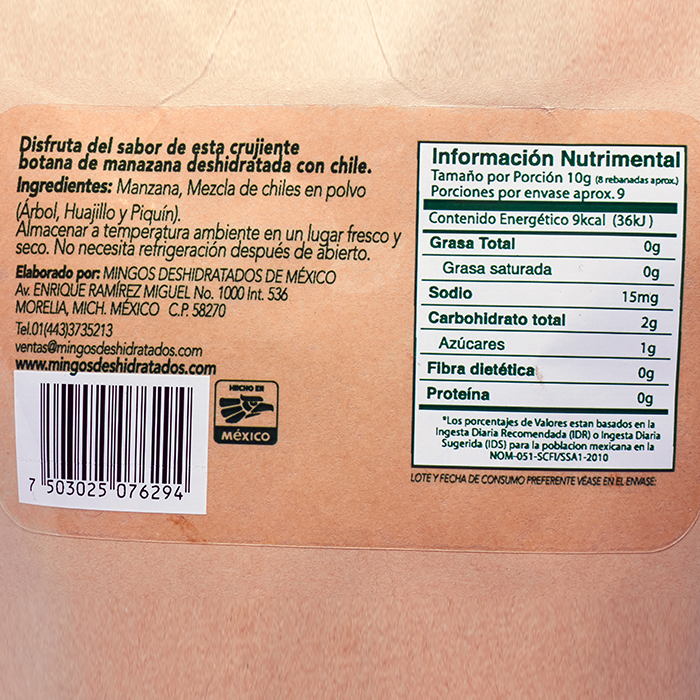 Disfruta del sabor de esta crujiente
botana de manazana deshidratada con chile.
Ingredientes: Manzana, Mezcla de chiles en polvo
(Árbol, Huajillo y Piquín).
Almacenar a temperatura ambiente en un lugar fresco y
seco. No necesita refrigeración después de abierto.
Elaborado por: MINGOS DESHIDRATADOS DE MÉXICO
Av. ENRIQUE RAMÍREZ MIGUEL No. 1000 Int. 536
MORELIA, MICH. MÉXICO C.P. 58270
Tel.01(443)3735213
ventas@mingosdeshidratados.com
www.mingosdeshidratados.com
7 503025 076294
HECHO EN
MÉXICO
Información Nutrimental
Tamaño por Porción 10g (8 rebanadas aprox.)
Porciones por envase aprox. 9
Contenido Energético 9kcal (36kJ)
Grasa Total 0g
Grasa saturada 0g
Sodio 15mg
Carbohidrato total 2g
Azúcares 1g
Fibra dietética 0g
Proteína 0g
*Los porcentajes de Valores estan basados en la
Ingesta Diaria Recomendada (IDR) o Ingesta Diaria
Sugerida (IDS) para la poblacion mexicana en la
NOM-051-SCFI/SSA1-2010
LOTE Y FECHA DE CONSUMO PREFERENTE VÉASE EN EL ENVASE: